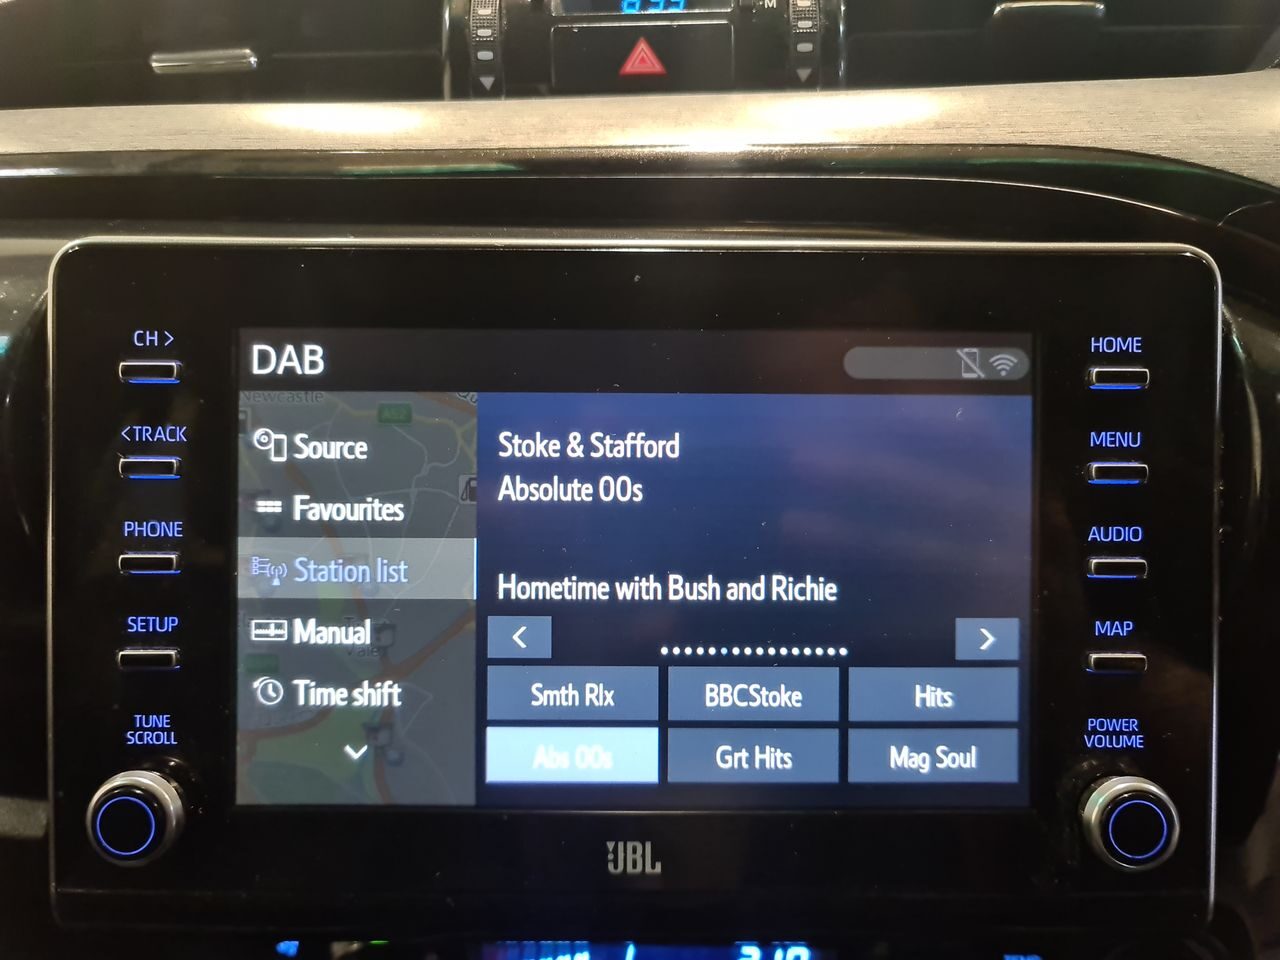 M
CH >
HOME
DAB
Newcastle
A52
<TRACK
Source
Stoke & Stafford
MENU
Absolute 00s
Favourites
PHONE
AUDIO
Station list
Hometime with Bush and Richie
SETUP
MAP
Manual
< >
Time shift
Smth Rlx BBCStoke Hits
TUNE
SCROLL
POWER
VOLUME
Abs 00s Grt Hits Mag Soul
JBL